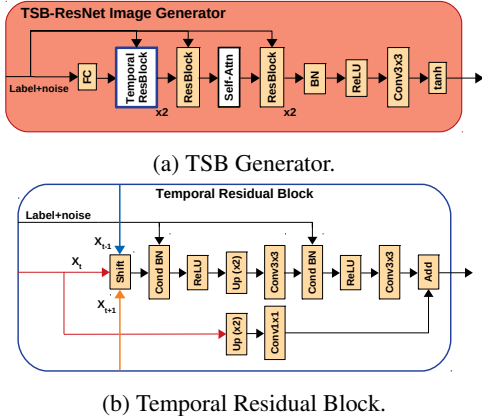 TSB-ResNet Image Generator
Label+noise
FC
Temporal
ResBlock
x2
ResBlock
Self-Attn
ResBlock
x2
BN
ReLU
Conv3x3
tanh
(a) TSB Generator.
Temporal Residual Block
Label+noise
Xt-1
Xt
Xt+1
Shift
Cond BN
ReLU
Up (x2)
Conv3x3
Cond BN
ReLU
Conv3x3
Add
Up (x2)
Conv1x1
(b) Temporal Residual Block.